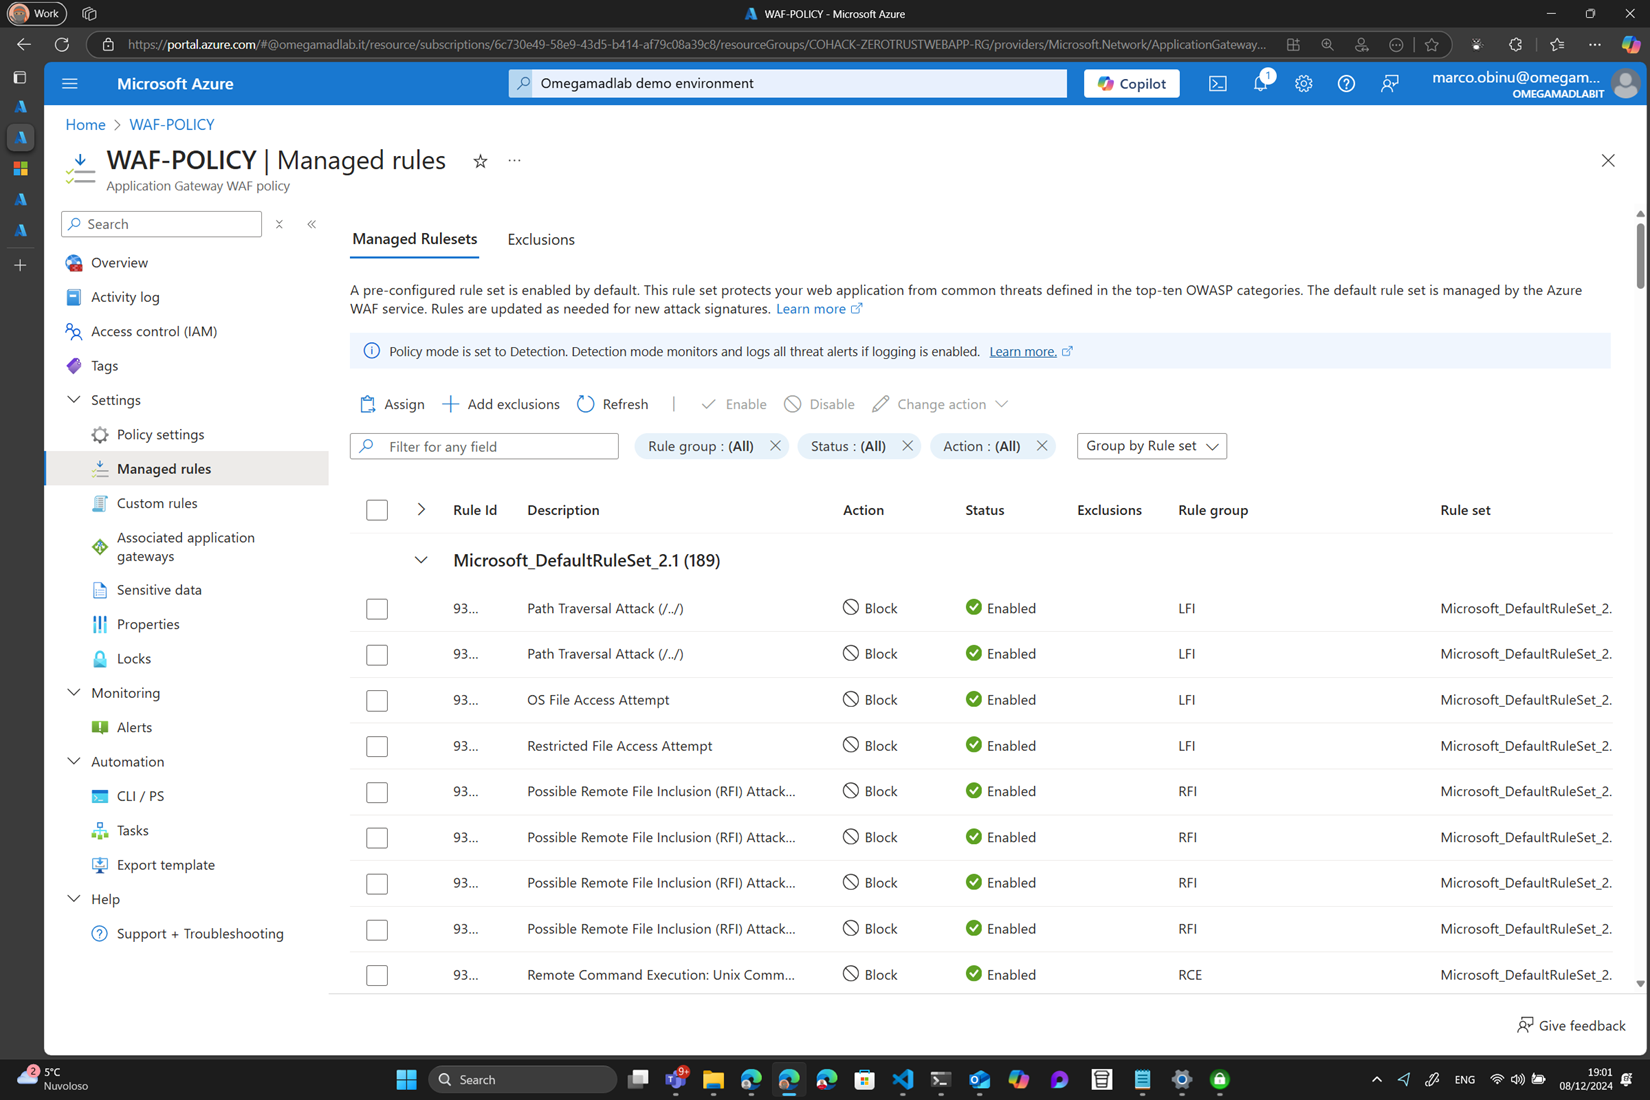 Work
WAF-POLICY - Microsoft Azure
https://portal.azure.com/#@omegamadlab.it/resource/subscriptions/6c730e49-58e9-43d5-b414-af79c08a39c8/resourceGroups/COHACK-ZEROTRUSTWEBAPP-RG/providers/Microsoft.Network/ApplicationGateway...
Microsoft Azure
Omegamadlab demo environment
Copilot
1
marco.obinu@omegam...
OMEGAMADLABIT
Home > WAF-POLICY
WAF-POLICY | Managed rules
Application Gateway WAF policy
Search
Overview
Activity log
Access control (IAM)
Tags
Settings
Policy settings
Managed rules
Custom rules
Associated application
gateways
Sensitive data
Properties
Locks
Monitoring
Alerts
Automation
CLI / PS
Tasks
Export template
Help
Support + Troubleshooting
Managed Rulesets Exclusions
A pre-configured rule set is enabled by default. This rule set protects your web application from common threats defined in the top-ten OWASP categories. The default rule set is managed by the Azure
WAF service. Rules are updated as needed for new attack signatures. Learn more
Policy mode is set to Detection. Detection mode monitors and logs all threat alerts if logging is enabled. Learn more.
Assign Add exclusions Refresh | Enable Disable Change action
Filter for any field Rule group : (All) Status : (All) Action : (All) Group by Rule set
Rule Id Description Action Status Exclusions Rule group Rule set
Microsoft_DefaultRuleSet_2.1 (189)
93... Path Traversal Attack (/../) Block Enabled LFI Microsoft_DefaultRuleSet_2.
93... Path Traversal Attack (/../) Block Enabled LFI Microsoft_DefaultRuleSet_2.
93... OS File Access Attempt Block Enabled LFI Microsoft_DefaultRuleSet_2.
93... Restricted File Access Attempt Block Enabled LFI Microsoft_DefaultRuleSet_2.
93... Possible Remote File Inclusion (RFI) Attack... Block Enabled RFI Microsoft_DefaultRuleSet_2.
93... Possible Remote File Inclusion (RFI) Attack... Block Enabled RFI Microsoft_DefaultRuleSet_2.
93... Possible Remote File Inclusion (RFI) Attack... Block Enabled RFI Microsoft_DefaultRuleSet_2.
93... Possible Remote File Inclusion (RFI) Attack... Block Enabled RFI Microsoft_DefaultRuleSet_2.
93... Remote Command Execution: Unix Comm... Block Enabled RCE Microsoft_DefaultRuleSet_2.
Give feedback
2
5°C
Nuvoloso
Search
9+
ENG
19:01
08/12/2024